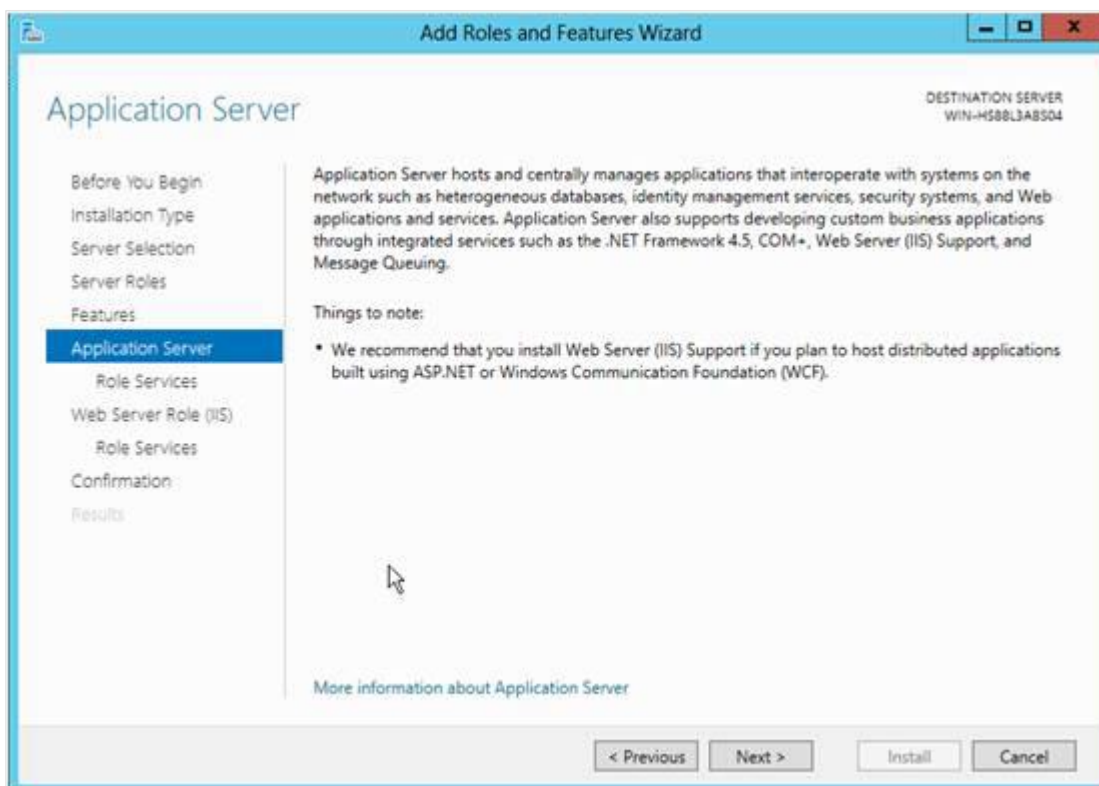 Add Roles and Features Wizard
Application Server
DESTINATION SERVER
WIN-HS88L3ABS04
Before You Begin
Installation Type
Server Selection
Server Roles
Features
Application Server
Role Services
Web Server Role (IIS)
Role Services
Confirmation
Results
Application Server hosts and centrally manages applications that interoperate with systems on the
network such as heterogeneous databases, identity management services, security systems, and Web
applications and services. Application Server also supports developing custom business applications
through integrated services such as the .NET Framework 4.5, COM+, Web Server (IIS) Support, and
Message Queuing.
Things to note:
• We recommend that you install Web Server (IIS) Support if you plan to host distributed applications
built using ASP.NET or Windows Communication Foundation (WCF).
More information about Application Server
< Previous
Next >
Install
Cancel